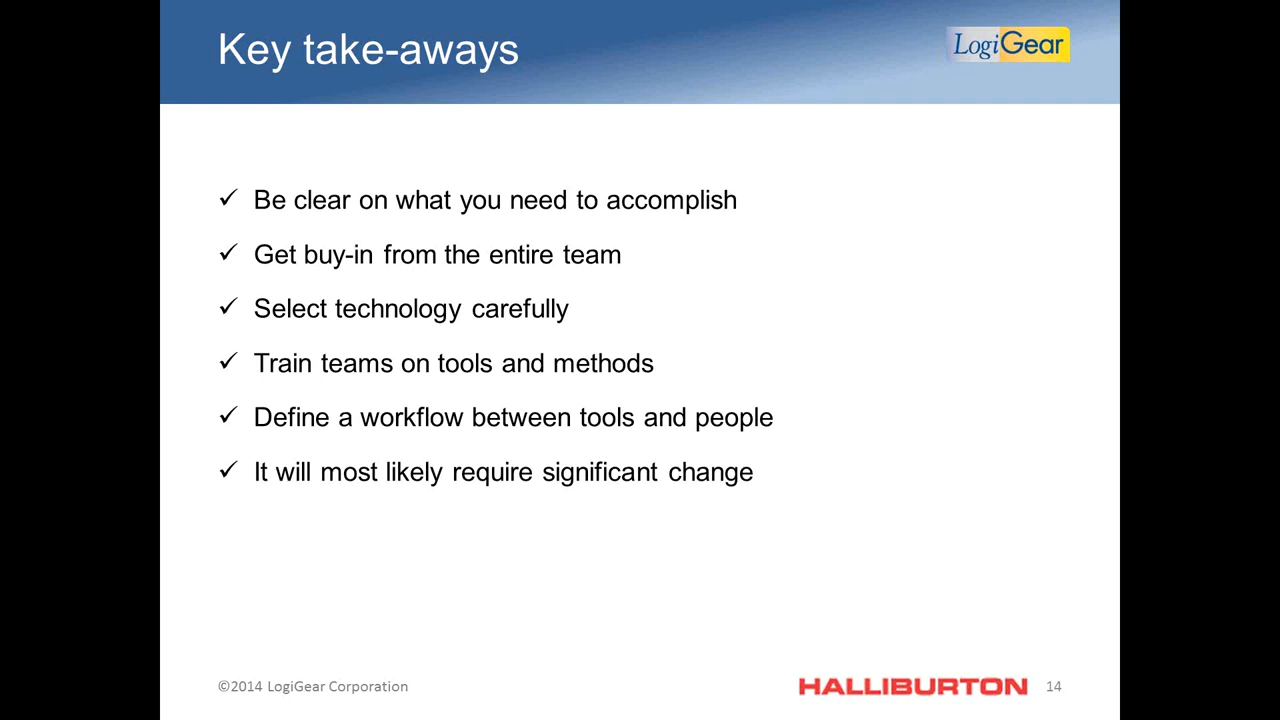 Key take-aways
LogiGear
✓ Be clear on what you need to accomplish
✓ Get buy-in from the entire team
✓ Select technology carefully
✓ Train teams on tools and methods
✓ Define a workflow between tools and people
✓ It will most likely require significant change
©2014 LogiGear Corporation
HALLIBURTON
14